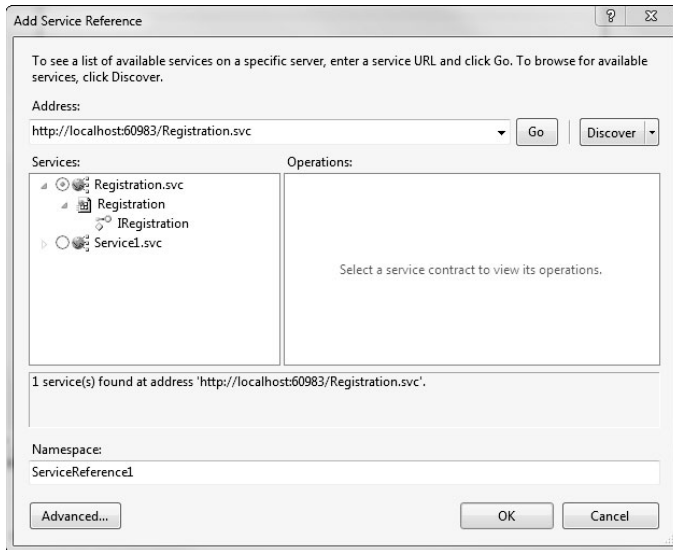 Add Service Reference
To see a list of available services on a specific server, enter a service URL and click Go. To browse for available
services, click Discover.
Address:
http://localhost:60983/Registration.svc
Go
Discover
Services:
Operations:
Registration.svc
Registration
IRegistration
Service1.svc
Select a service contract to view its operations.
1 service(s) found at address 'http://localhost:60983/Registration.svc'.
Namespace:
ServiceReference1
Advanced...
OK
Cancel